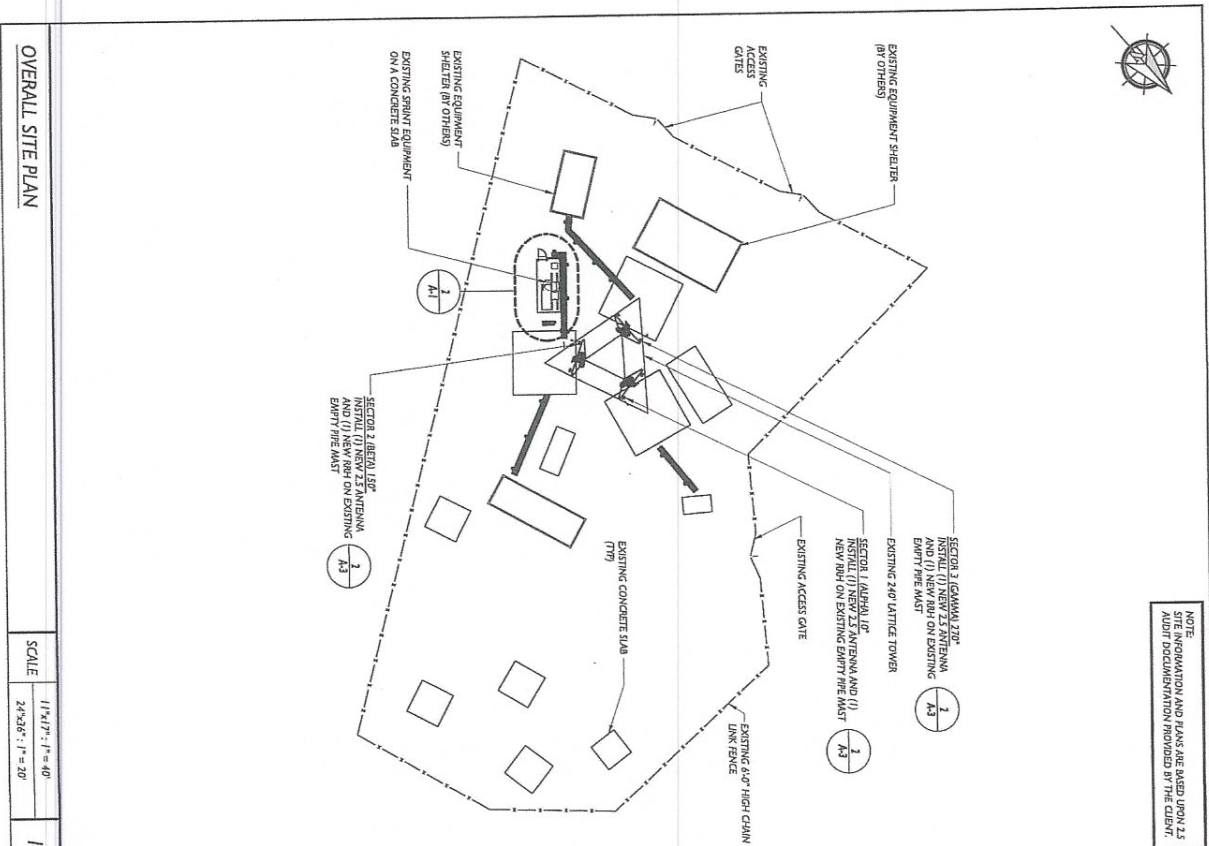 NOTE:
SITE INFORMATION AND PLANS ARE BASED UPON 2.5
AUDIT DOCUMENTATION PROVIDED BY THE CLIENT.
EXISTING EQUIPMENT SHELTER
(BY OTHERS)
EXISTING
ACCESS
GATES
EXISTING EQUIPMENT
SHELTER (BY OTHERS)
EXISTING SPRINT EQUIPMENT
ON A CONCRETE SLAB
2
A-1
SECTOR 3 (GAMMA) 270°
INSTALL (1) NEW 2.5 ANTENNA
AND (1) NEW RRH ON EXISTING
EMPTY PIPE MAST
2
A-3
EXISTING 240' LATTICE TOWER
SECTOR 1 (ALPHA) 10°
INSTALL (1) NEW 2.5 ANTENNA AND (1)
NEW RRH ON EXISTING EMPTY PIPE MAST
2
A-3
EXISTING ACCESS GATE
EXISTING 6'-0" HIGH CHAIN
LINK FENCE
EXISTING CONCRETE SLAB
(TYP)
SECTOR 2 (BETA) 150°
INSTALL (1) NEW 2.5 ANTENNA
AND (1) NEW RRH ON EXISTING
EMPTY PIPE MAST
2
A-3
OVERALL SITE PLAN
SCALE
11"x17" : 1" = 40'
24"x36" : 1" = 20'
1